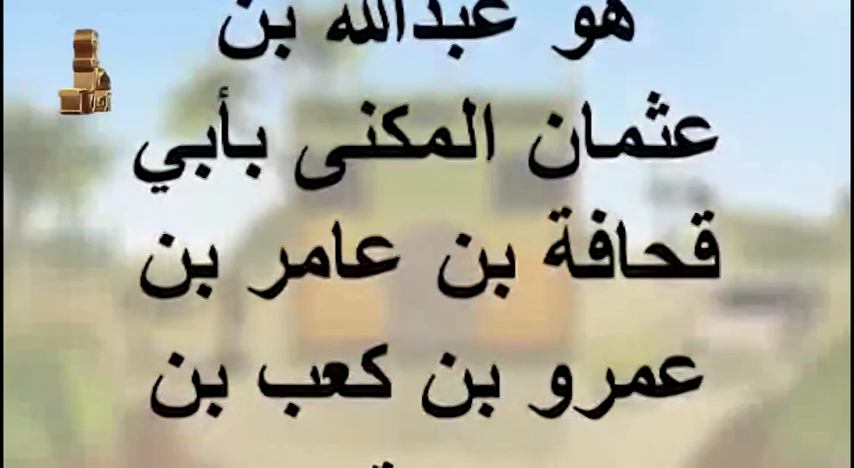 هو عبدالله بن
عثمان المكنى بأبي
قحافة بن عامر بن
عمرو بن كعب بن